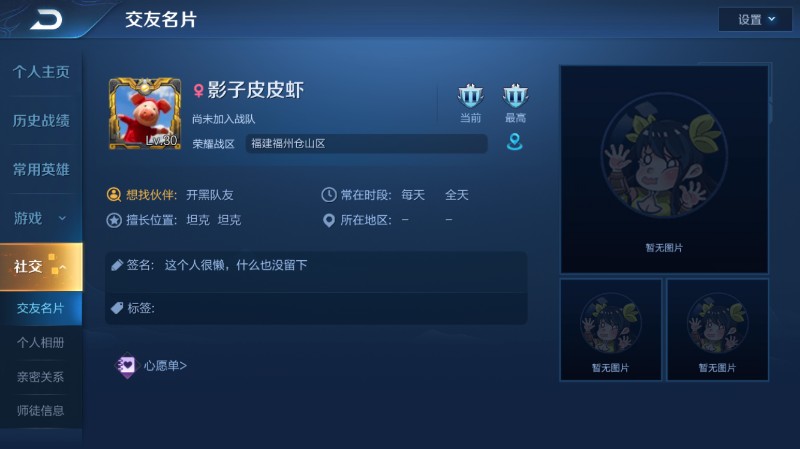 交友名片
设置
个人主页
历史战绩
常用英雄
游戏
社交
交友名片
个人相册
亲密关系
师徒信息
Lv.30
影子皮皮虾
尚未加入战队
荣耀战区 福建福州仓山区
当前 最高
想找伙伴: 开黑队友
常在时段: 每天 全天
擅长位置: 坦克 坦克
所在地区: - -
签名: 这个人很懒，什么也没留下
标签:
心愿单>
暂无图片
暂无图片
暂无图片